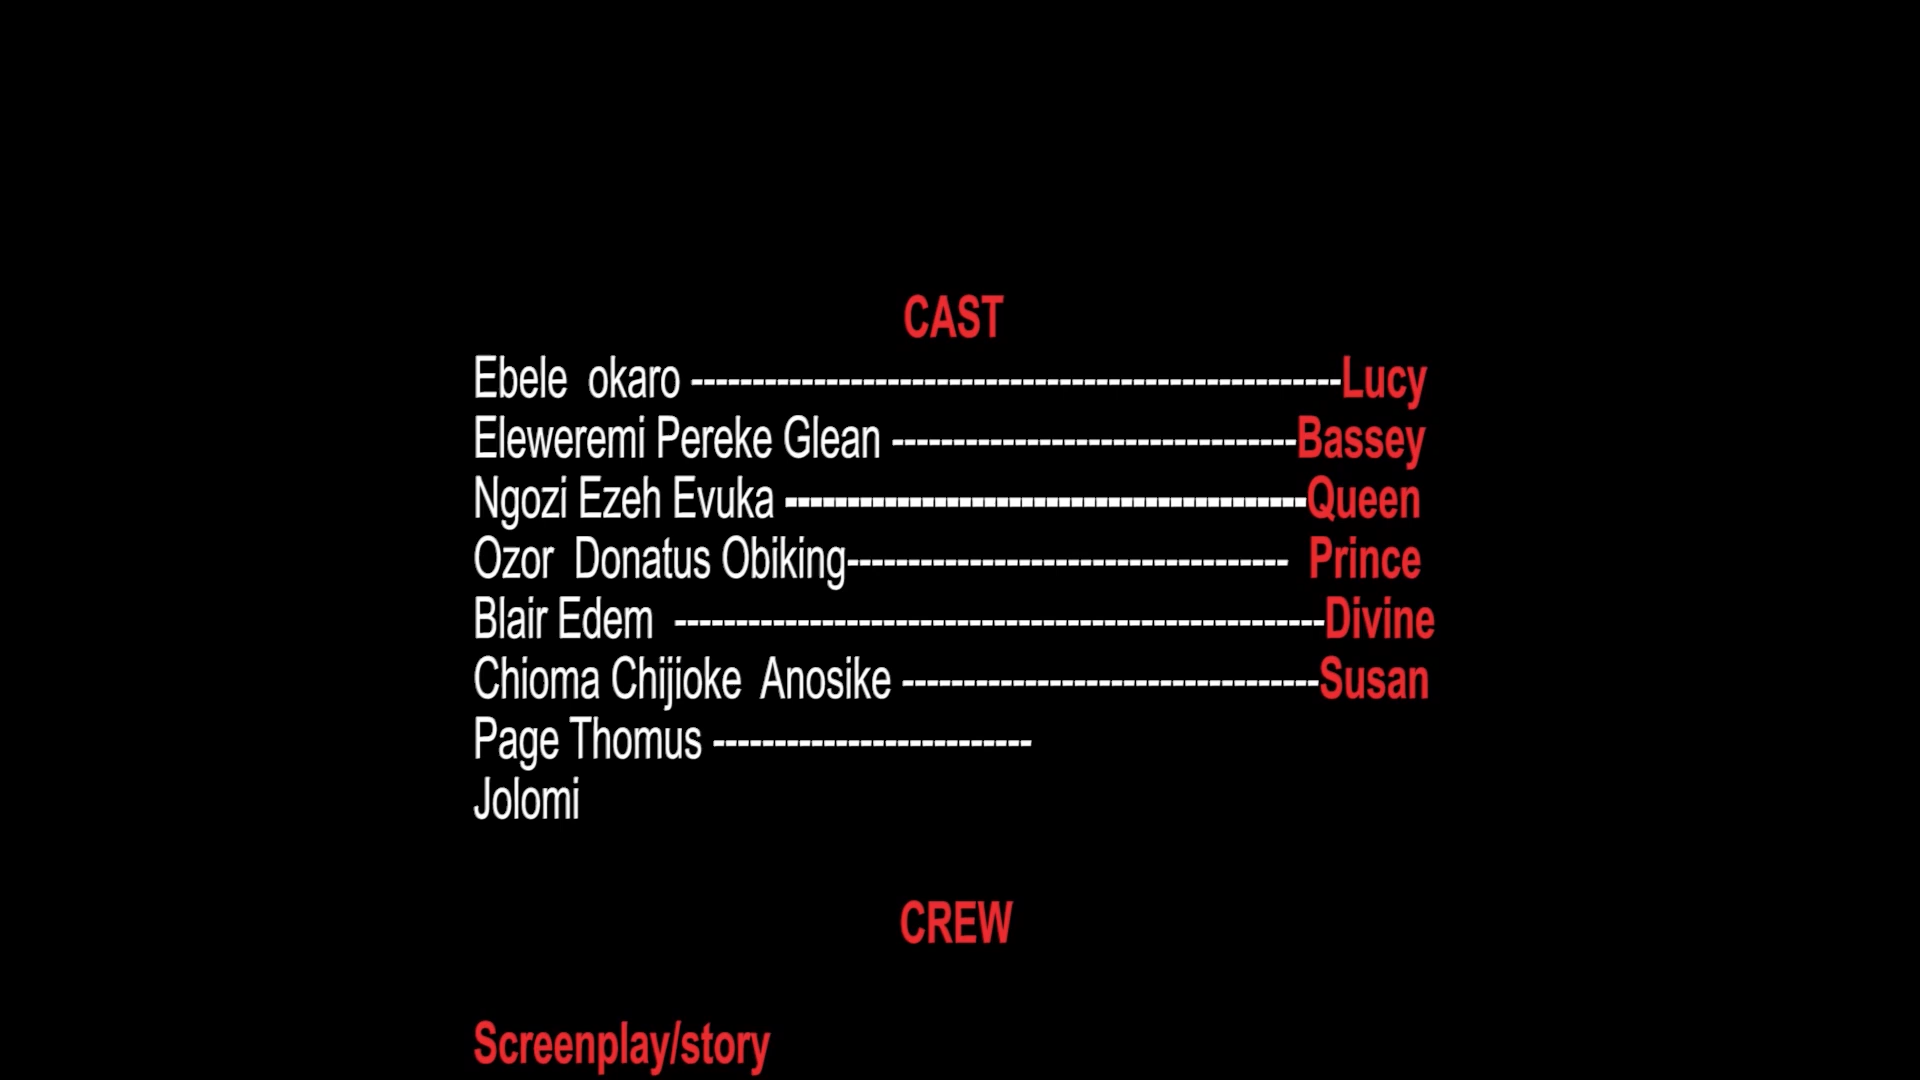 CAST
Ebele okaro -----------------------------------------------------Lucy
Eleweremi Pereke Glean ---------------------------------Bassey
Ngozi Ezeh Evuka ------------------------------------------Queen
Ozor Donatus Obiking------------------------------------ Prince
Blair Edem -----------------------------------------------------Divine
Chioma Chijioke Anosike ----------------------------------Susan
Page Thomus --------------------------
Jolomi
CREW
Screenplay/story